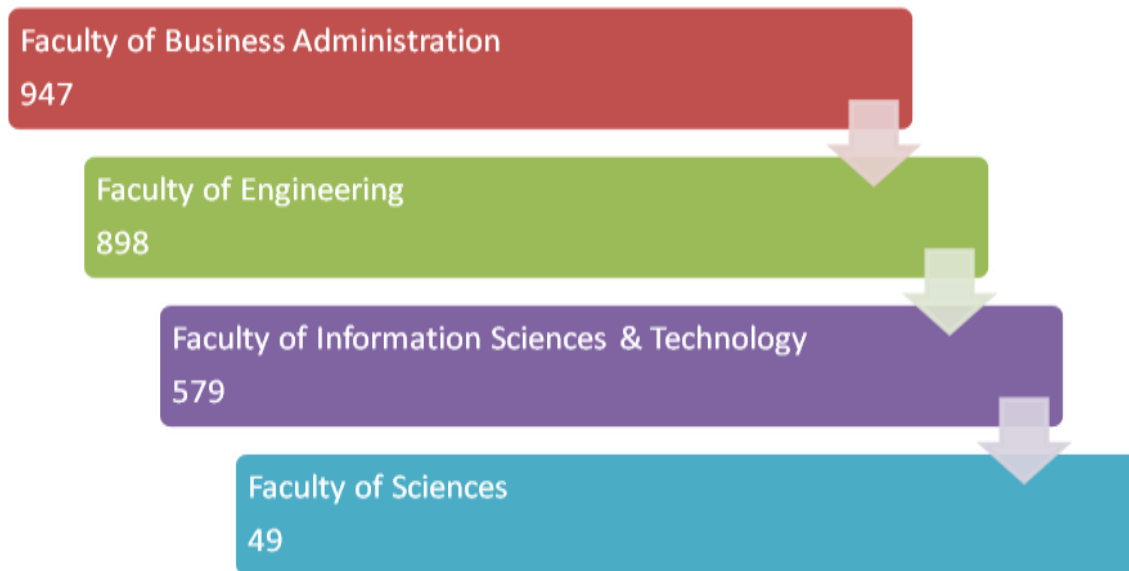 Faculty of Business Administration
947
Faculty of Engineering
898
Faculty of Information Sciences & Technology
579
Faculty of Sciences
49